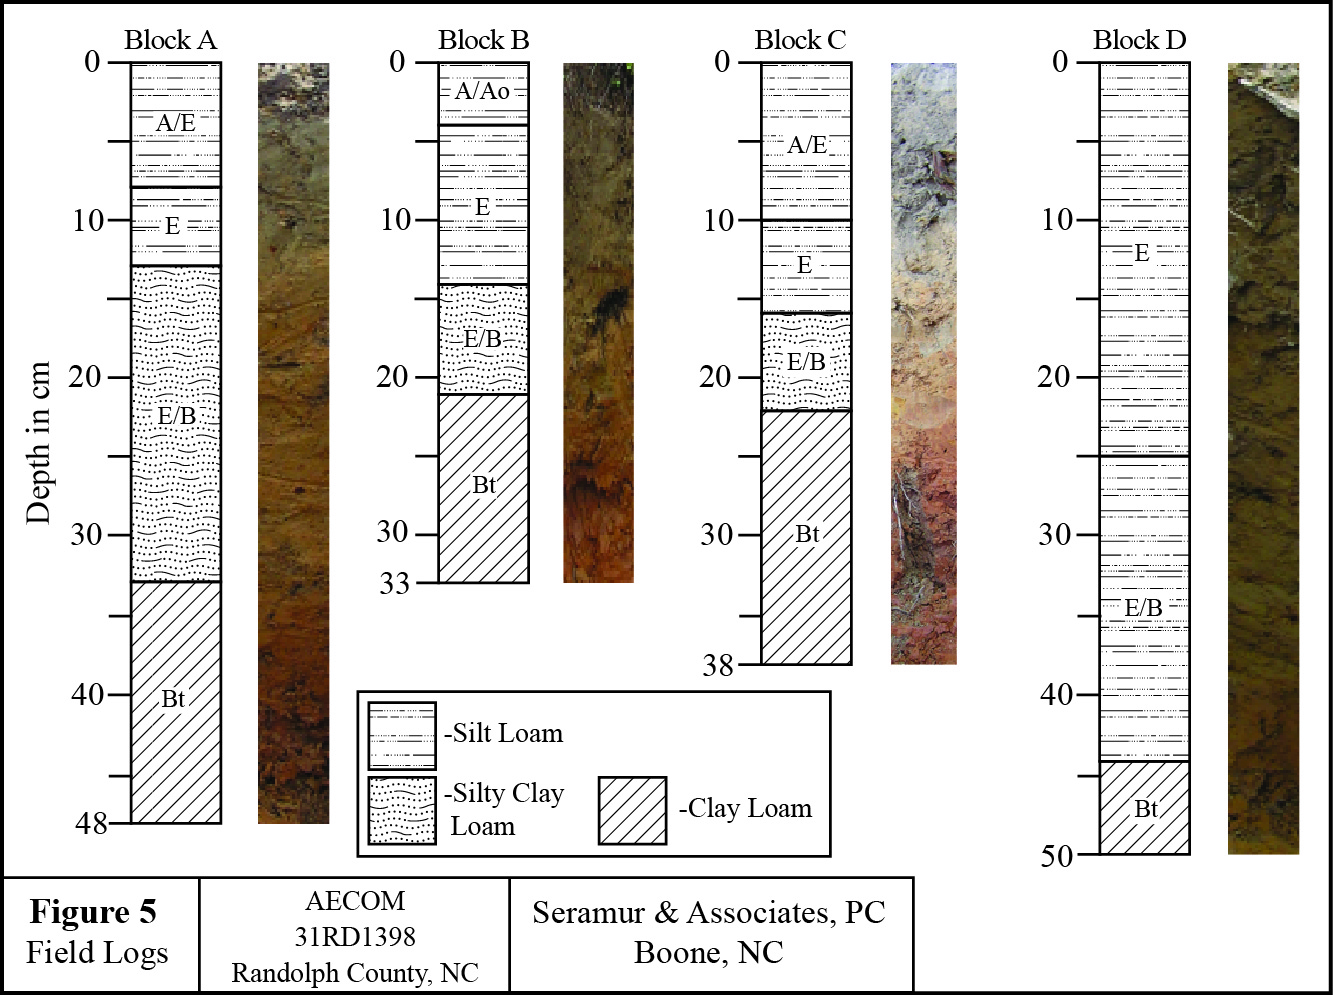 Block A
0
A/E
10
E
20
E/B
30
40
Bt
48
Depth in cm
Block B
0
A/Ao
10
E
E/B
20
Bt
30
33
Block C
0
A/E
10
E
E/B
20
30
Bt
38
Block D
0
10
E
20
30
E/B
40
Bt
50
-Silt Loam
-Silty Clay
Loam
-Clay Loam
Figure 5
Field Logs
AECOM
31RD1398
Randolph County, NC
Seramur & Associates, PC
Boone, NC